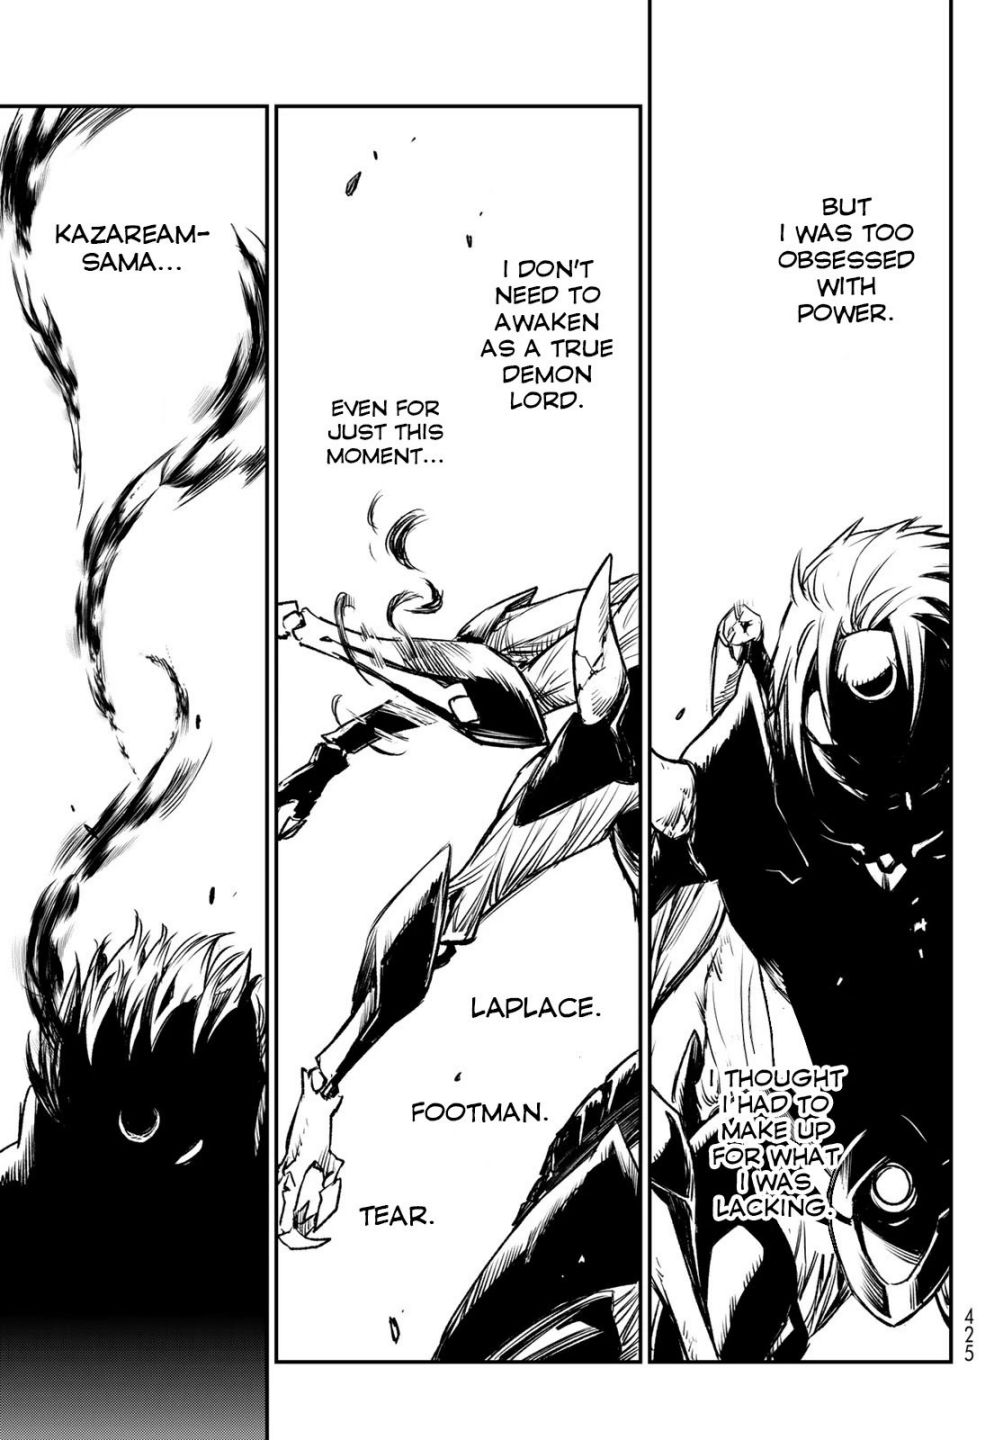 BUT
I WAS TOO
OBSESSED
WITH
POWER.
I THOUGHT
I HAD TO
MAKE UP
FOR WHAT
I WAS
LACKING.
I DON'T
NEED TO
AWAKEN
AS A TRUE
DEMON
LORD.
EVEN FOR
JUST THIS
MOMENT...
LAPLACE.
FOOTMAN.
TEAR.
KAZAREAM-
SAMA...
425